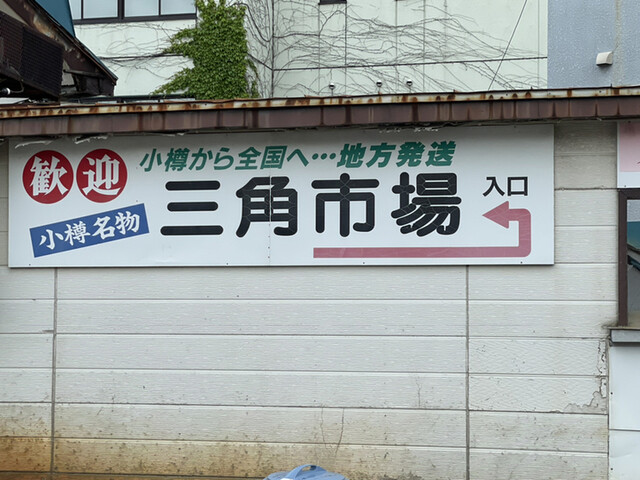 歓迎
小樽から全国へ…地方発送
小樽名物
三角市場
入口